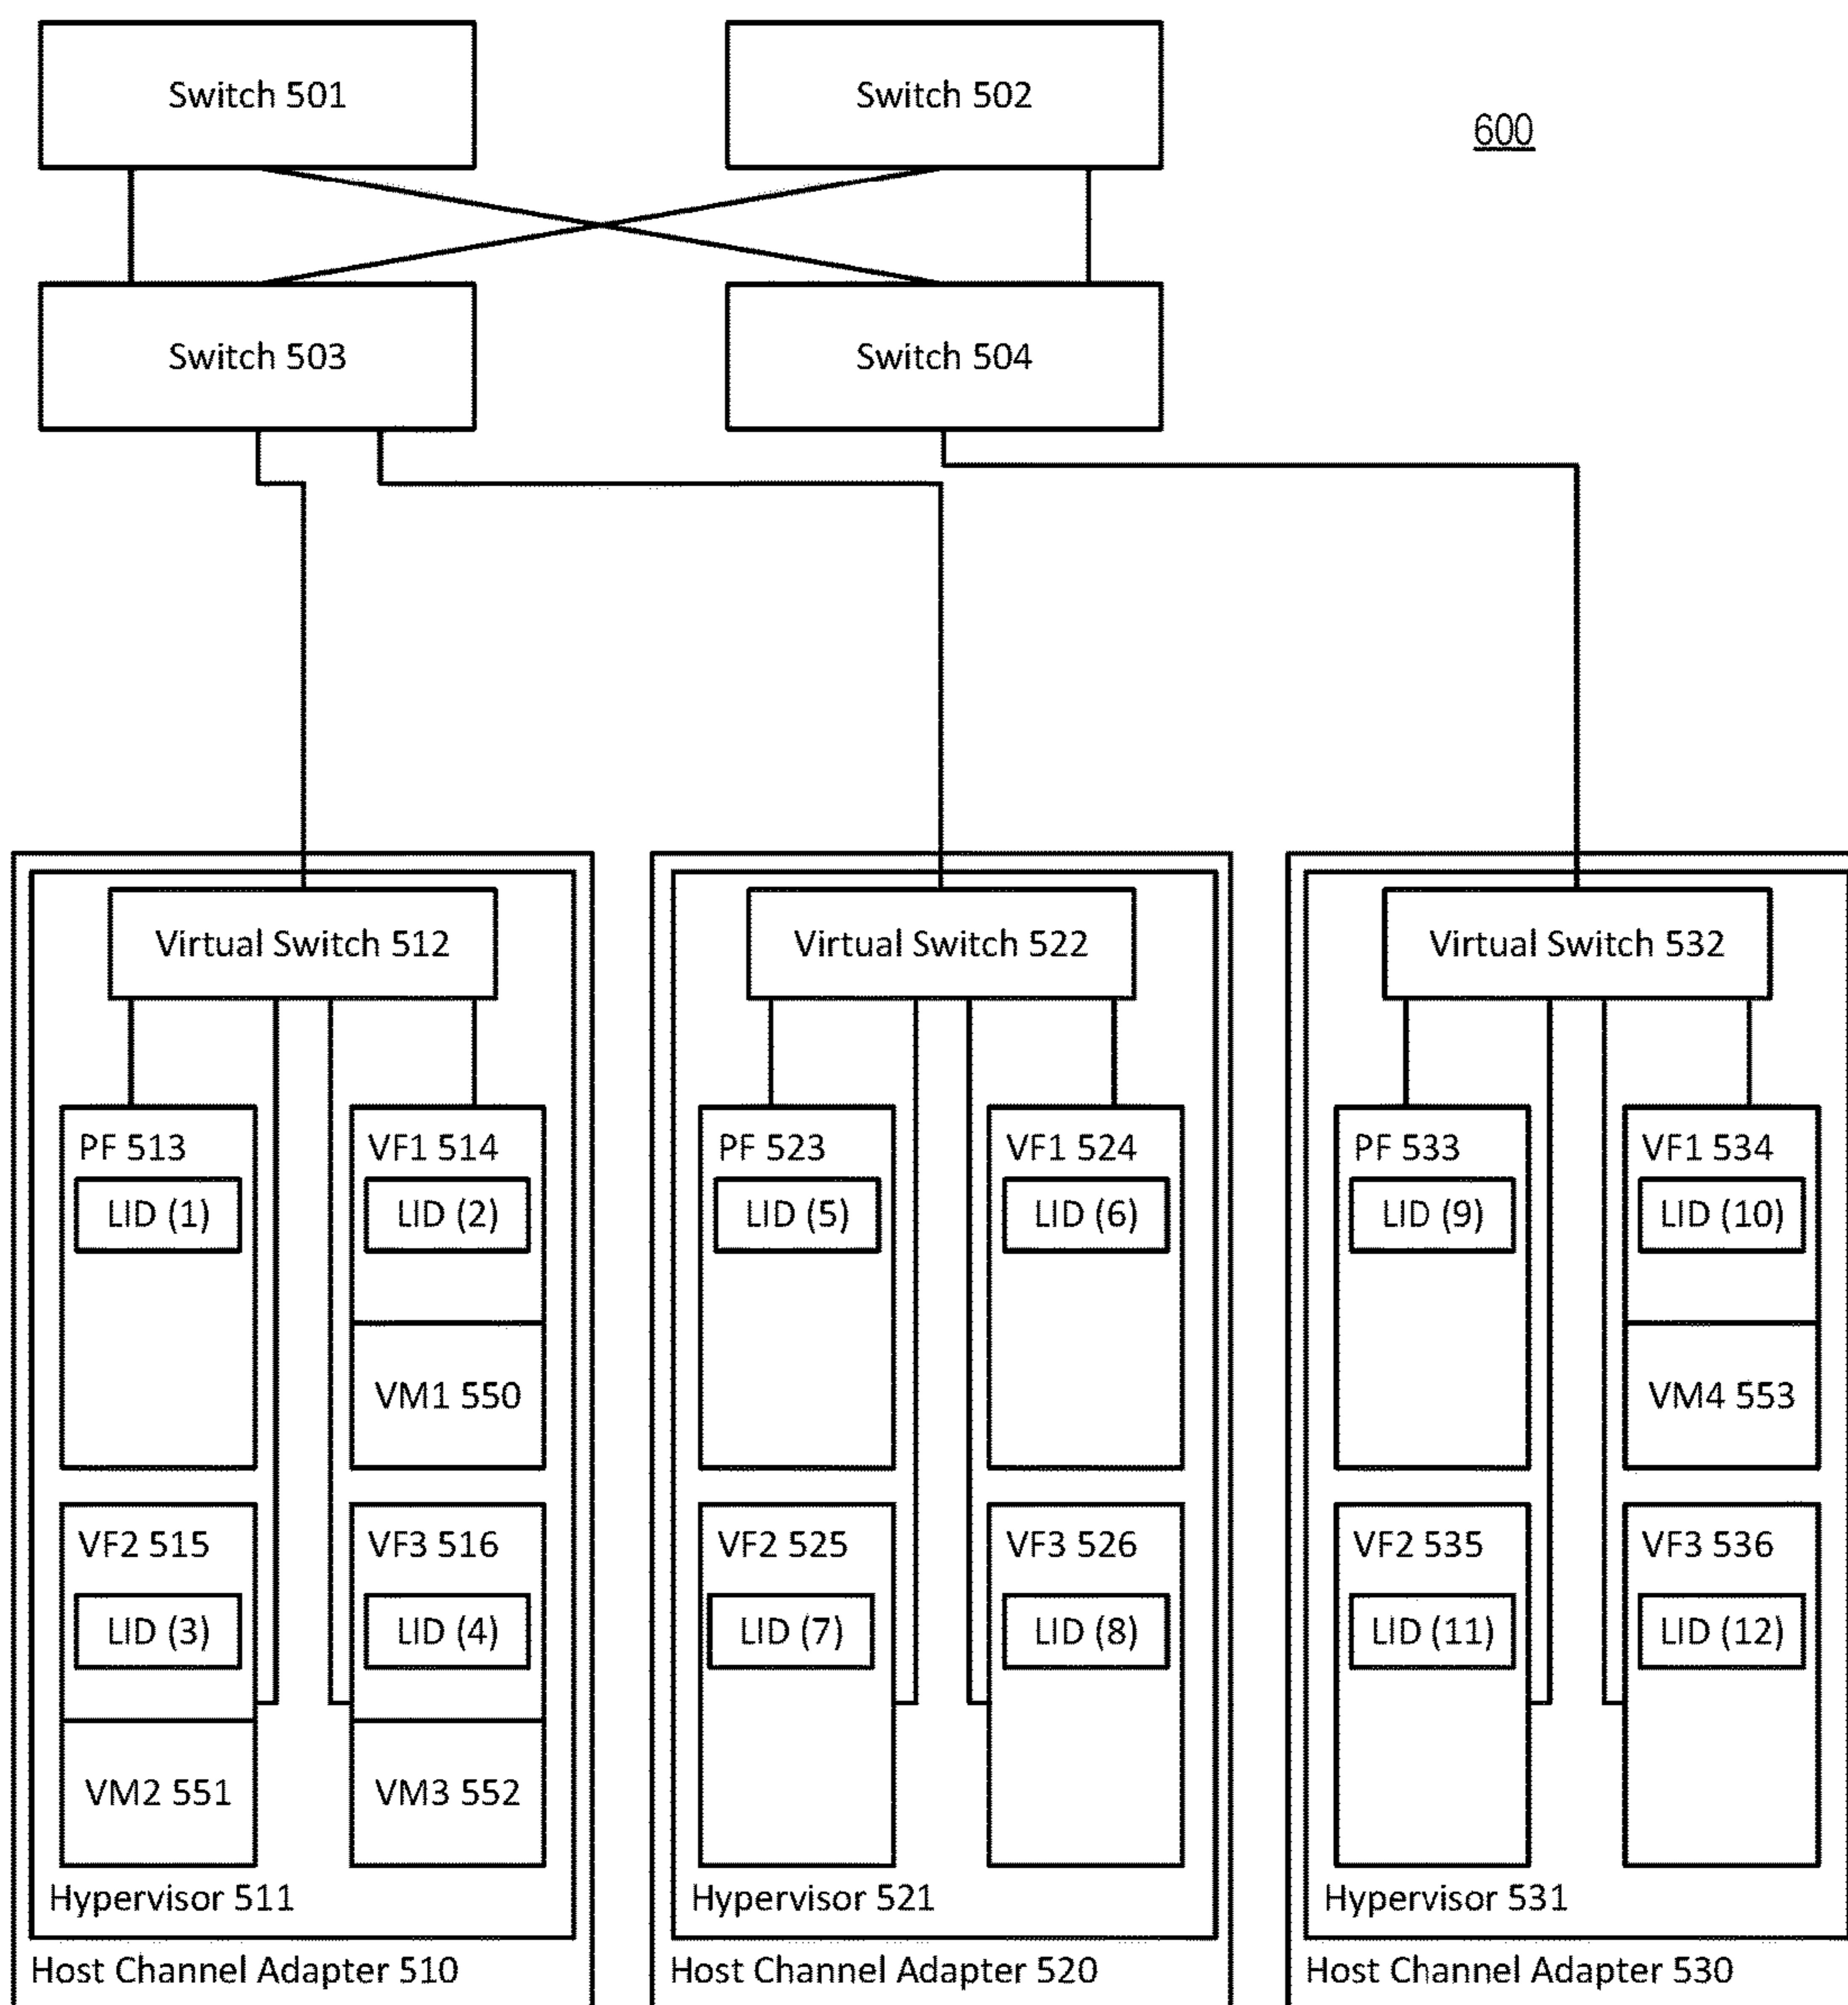 Switch 501
Switch 502
600
Switch 503
Switch 504
Virtual Switch 512
Virtual Switch 522
Virtual Switch 532
PF 513
LID (1)
VF1 514
LID (2)
VM1 550
VF2 515
LID (3)
VM2 551
VF3 516
LID (4)
VM3 552
Hypervisor 511
Host Channel Adapter 510
PF 523
LID (5)
VF1 524
LID (6)
VF2 525
LID (7)
VF3 526
LID (8)
Hypervisor 521
Host Channel Adapter 520
PF 533
LID (9)
VF1 534
LID (10)
VM4 553
VF2 535
LID (11)
VF3 536
LID (12)
Hypervisor 531
Host Channel Adapter 530